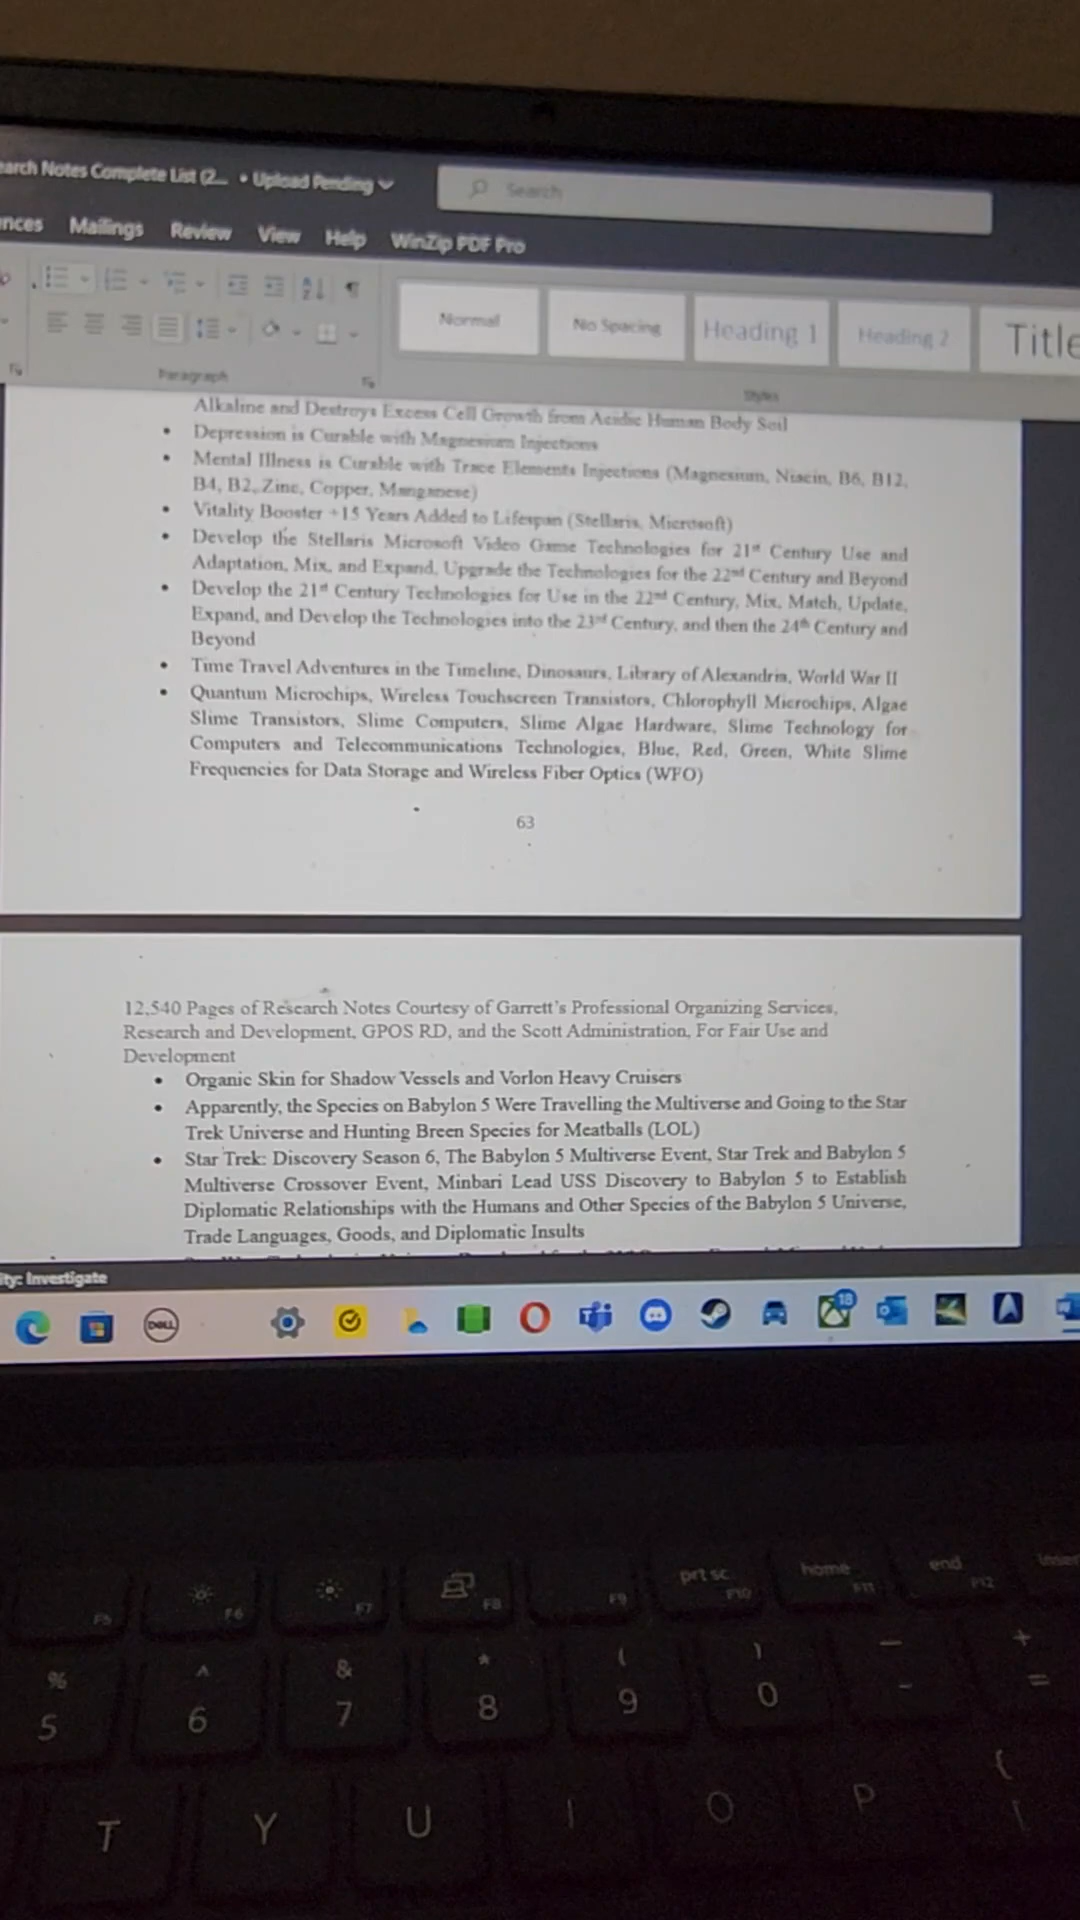 earch Notes Complete List (2... • Upload Pending
Search
nces Mailings Review View Help WinZip PDF Pro
Normal No Spacing Heading 1 Heading 2 Title
Paragraph Styles
Alkaline and Destroys Excess Cell Growth from Acidic Human Body Soil
• Depression is Curable with Magnesium Injections
• Mental Illness is Curable with Trace Elements Injections (Magnesium, Niacin, B6, B12,
B4, B2, Zinc, Copper, Manganese)
• Vitality Booster +15 Years Added to Lifespan (Stellaris, Microsoft)
• Develop the Stellaris Microsoft Video Game Technologies for 21st Century Use and
Adaptation, Mix, and Expand, Upgrade the Technologies for the 22nd Century and Beyond
• Develop the 21st Century Technologies for Use in the 22nd Century, Mix, Match, Update,
Expand, and Develop the Technologies into the 23rd Century, and then the 24th Century and
Beyond
• Time Travel Adventures in the Timeline, Dinosaurs, Library of Alexandria, World War II
• Quantum Microchips, Wireless Touchscreen Transistors, Chlorophyll Microchips, Algae
Slime Transistors, Slime Computers, Slime Algae Hardware, Slime Technology for
Computers and Telecommunications Technologies, Blue, Red, Green, White Slime
Frequencies for Data Storage and Wireless Fiber Optics (WFO)
63
12,540 Pages of Research Notes Courtesy of Garrett's Professional Organizing Services,
Research and Development, GPOS RD, and the Scott Administration, For Fair Use and
Development
• Organic Skin for Shadow Vessels and Vorlon Heavy Cruisers
• Apparently, the Species on Babylon 5 Were Travelling the Multiverse and Going to the Star
Trek Universe and Hunting Breen Species for Meatballs (LOL)
• Star Trek: Discovery Season 6, The Babylon 5 Multiverse Event, Star Trek and Babylon 5
Multiverse Crossover Event, Minbari Lead USS Discovery to Babylon 5 to Establish
Diplomatic Relationships with the Humans and Other Species of the Babylon 5 Universe,
Trade Languages, Goods, and Diplomatic Insults
ity: Investigate
DELL 18
prt sc home end inser
F5 F6 F7 F8 F9 F10 F11 F12
% ^ & * ( ) — +
5 6 7 8 9 0 - =
T Y U I O P { [